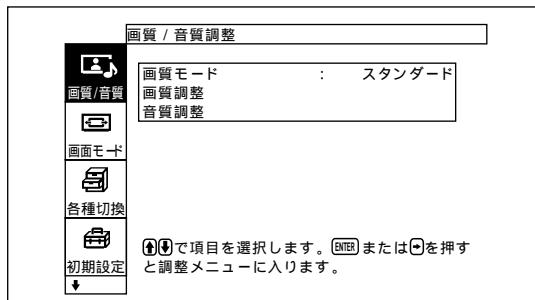 画質 / 音質調整
画質/音質
画面モード
各種切換
初期設定
画質モード : スタンダード
画質調整
音質調整
で項目を選択します。ENTERまたはを押す
と調整メニューに入ります。